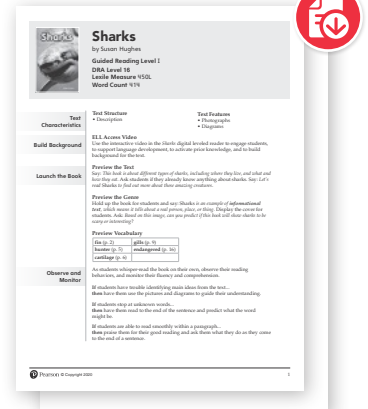 Sharks
Sharks
by Susan Hughes
Guided Reading Level I
DRA Level 18
Lexile Measure 450L
Word Count 414
Text
Characteristics
Text Structure
• Description
Text Features
• Photographs
• Diagrams
Build Background
ELL Access Video
Use the interactive video in the Sharks digital leveled reader to engage students,
to support language development, to activate prior knowledge, and to build
background for the text.
Launch the Book
Preview the Text
Say: This book is about different types of sharks, including where they live, and what and
how they eat. Ask students if they already know anything about sharks. Say: Let's
read Sharks to find out more about these amazing creatures.
Preview the Genre
Hold up the book for students and say: Sharks is an example of informational
text, which means it tells about a real person, place, or thing. Display the cover for
students. Ask: Based on this image, can you predict if this book will show sharks to be
scary or interesting?
Preview Vocabulary
fin (p. 2) gills (p. 9)
hunter (p. 5) endangered (p. 16)
cartilage (p. 6)
Observe and
Monitor
As students whisper-read the book on their own, observe their reading
behaviors, and monitor their fluency and comprehension.
If students have trouble identifying main ideas from the text...
then have them use the pictures and diagrams to guide their understanding.
If students stop at unknown words...
then have them read to the end of the sentence and predict what the word
might be.
If students are able to read smoothly within a paragraph...
then praise them for their good reading and ask them what they do as they come
to the end of a sentence.
Pearson © Copyright 2020
1